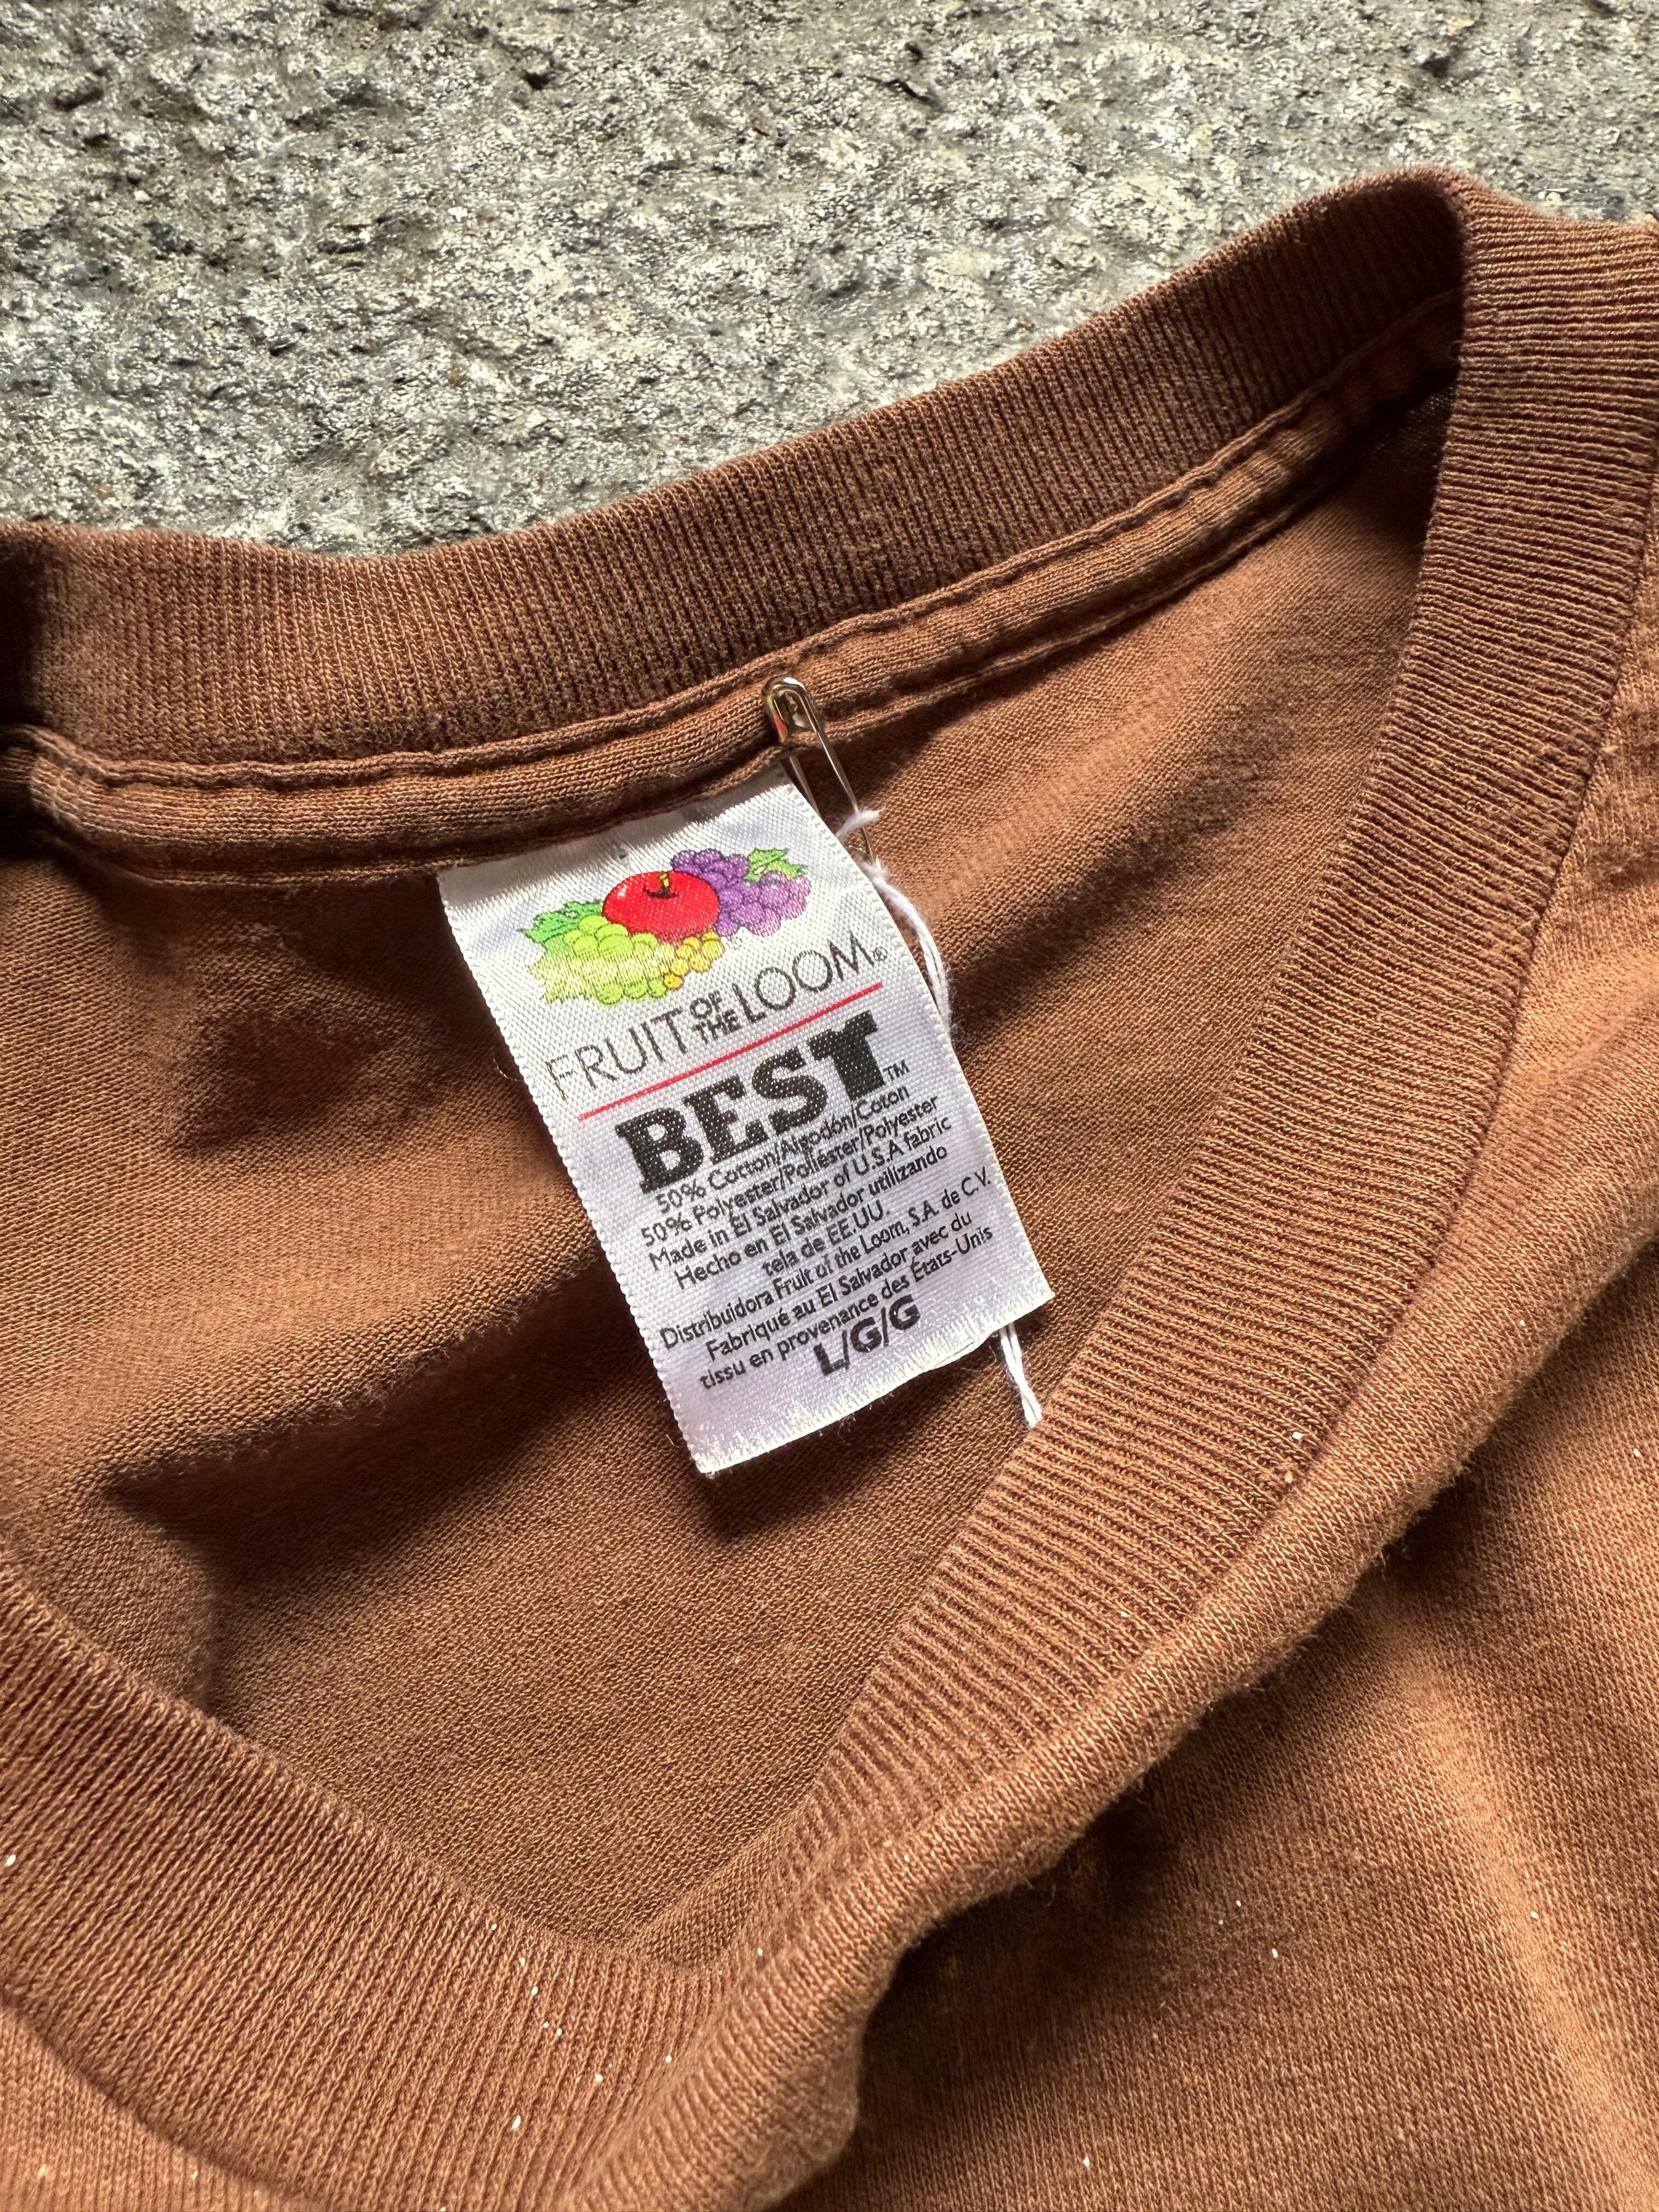 FRUIT OF THE LOOM®
BEST™
50% Cotton/Algodón/Coton
50% Polyester/Poliéster/Polyester
Made in El Salvador of U.S.A fabric
Hecho en El Salvador utilizando
tela de EE.UU.
Distribuidora Fruit of the Loom, S.A. de C.V.
Fabriqué au El Salvador avec du
tissu en provenance des États-Unis
L/G/G